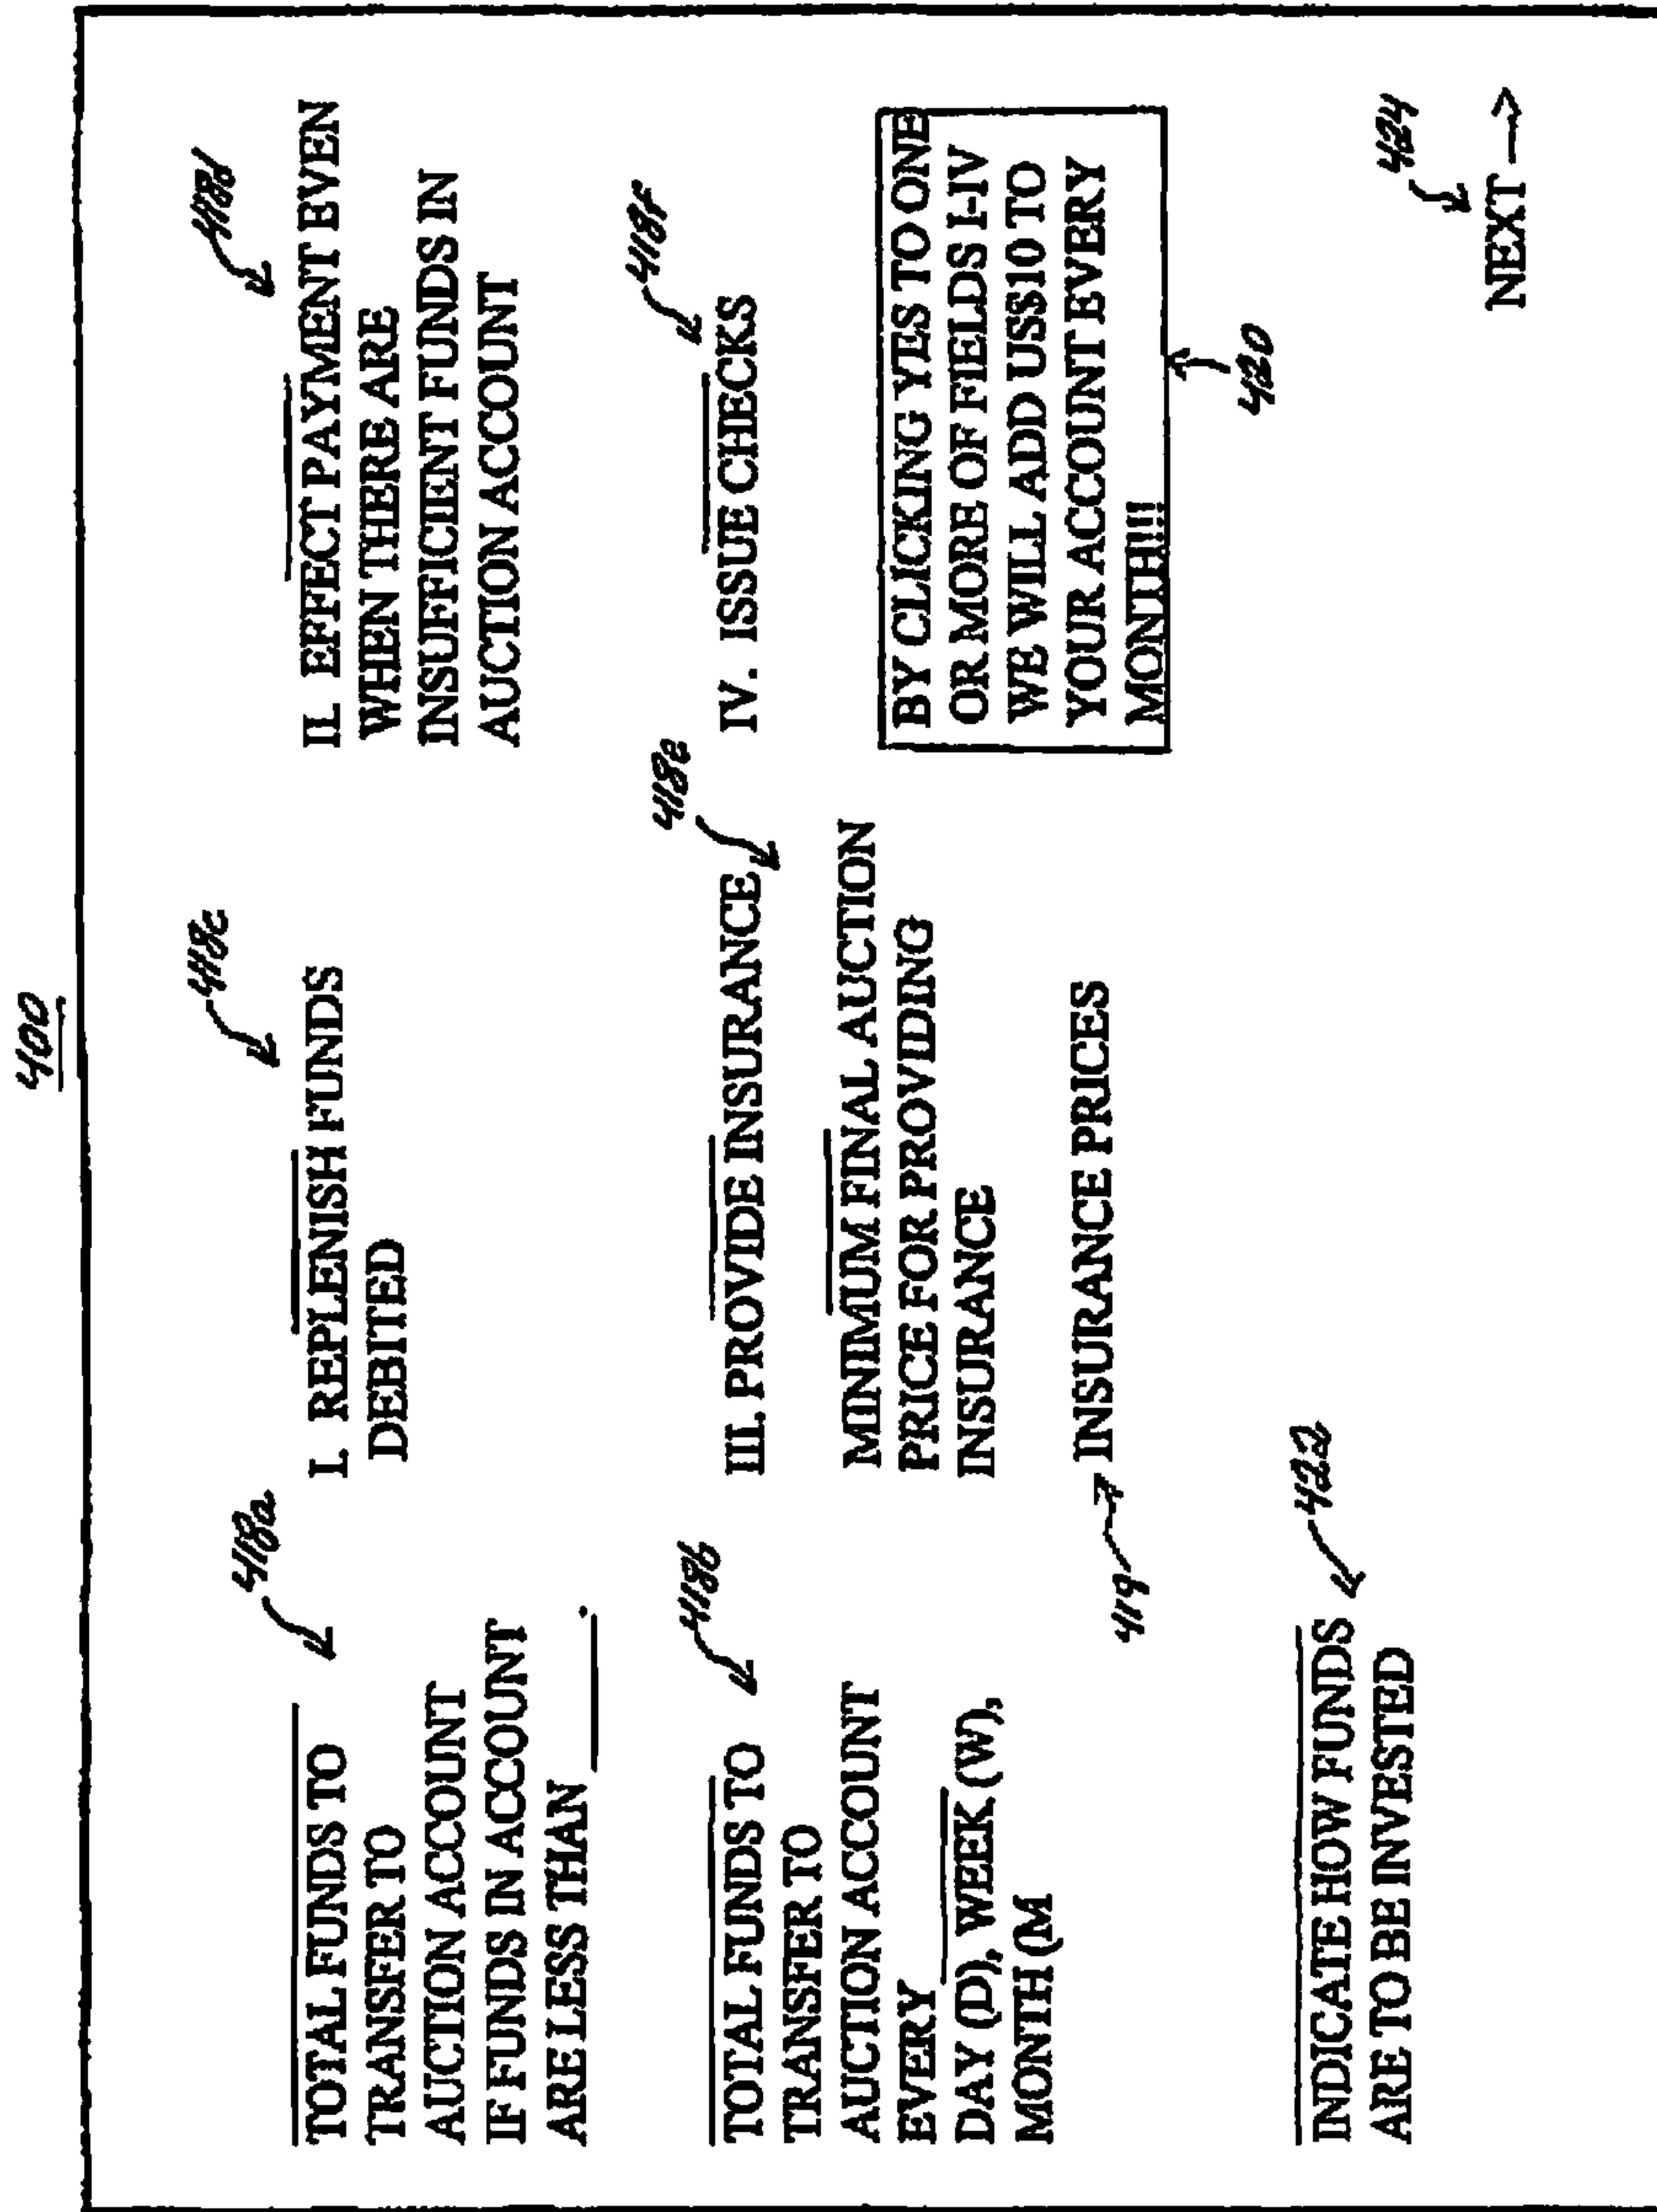 400
418a
TOTAL FUNDS TO
TRANSFER TO
AUCTION ACCOUNT
IF FUNDS IN ACCOUNT
ARE LESS THAN ______.
418c
I. REPLENISH FUNDS
DEBITED
418d
II. EFFECT PAYMENT EVEN
WHEN THERE ARE
INSUFFICIENT FUNDS IN
AUCTION ACCOUNT
418b
TOTAL FUNDS TO
TRANSFER TO
AUCTION ACCOUNT
EVERY ______
DAY (D), WEEK (W),
MONTH (M
418e
III. PROVIDE INSURANCE
MINIMUM FINAL AUCTION
PRICE FOR PROVIDING
INSURANCE
419
INSURANCE PRICES
418f
IV. ISSUE CHECKS
BY CLICKING YES TO ONE
OR MORE OF FIELDS I-IV
WE WILL ADD US$10 TO
YOUR ACCOUNT EVERY
MONTH!!!
420
422
INDICATE HOW FUNDS
ARE TO BE INVESTED
424
NEXT -->